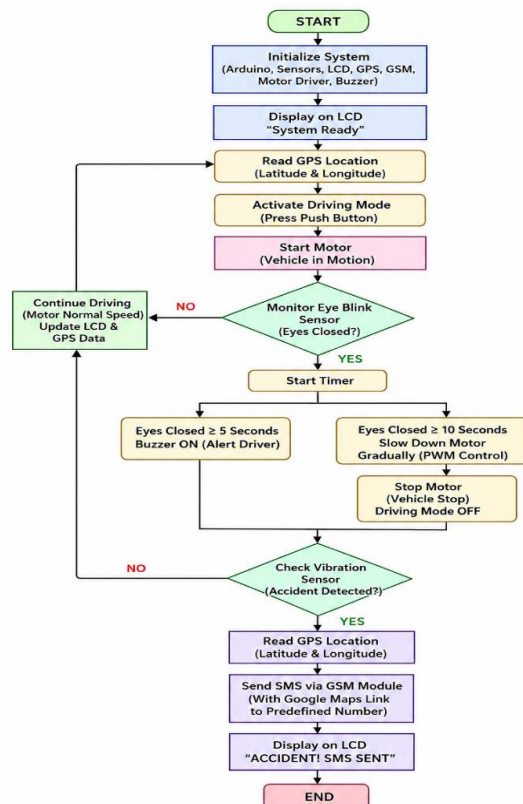 START
Initialize System
(Arduino, Sensors, LCD, GPS, GSM,
Motor Driver, Buzzer)
Display on LCD
"System Ready"
Read GPS Location
(Latitude & Longitude)
Activate Driving Mode
(Press Push Button)
Start Motor
(Vehicle in Motion)
Continue Driving
(Motor Normal Speed)
Update LCD &
GPS Data
NO
Monitor Eye Blink
Sensor
(Eyes Closed?)
YES
Start Timer
Eyes Closed ≥ 5 Seconds
Buzzer ON (Alert Driver)
Eyes Closed ≥ 10 Seconds
Slow Down Motor
Gradually (PWM Control)
Stop Motor
(Vehicle Stop)
Driving Mode OFF
NO
Check Vibration
Sensor
(Accident Detected?)
YES
Read GPS Location
(Latitude & Longitude)
Send SMS via GSM Module
(With Google Maps Link
to Predefined Number)
Display on LCD
"ACCIDENT! SMS SENT"
END